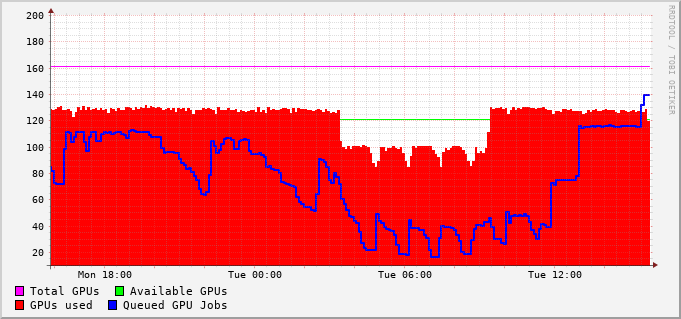 200
180
160
140
120
100
80
60
40
20
Mon 18:00 Tue 00:00 Tue 06:00 Tue 12:00
Total GPUs Available GPUs
GPUs used Queued GPU Jobs
RRDTOOL / TOBI OETIKER